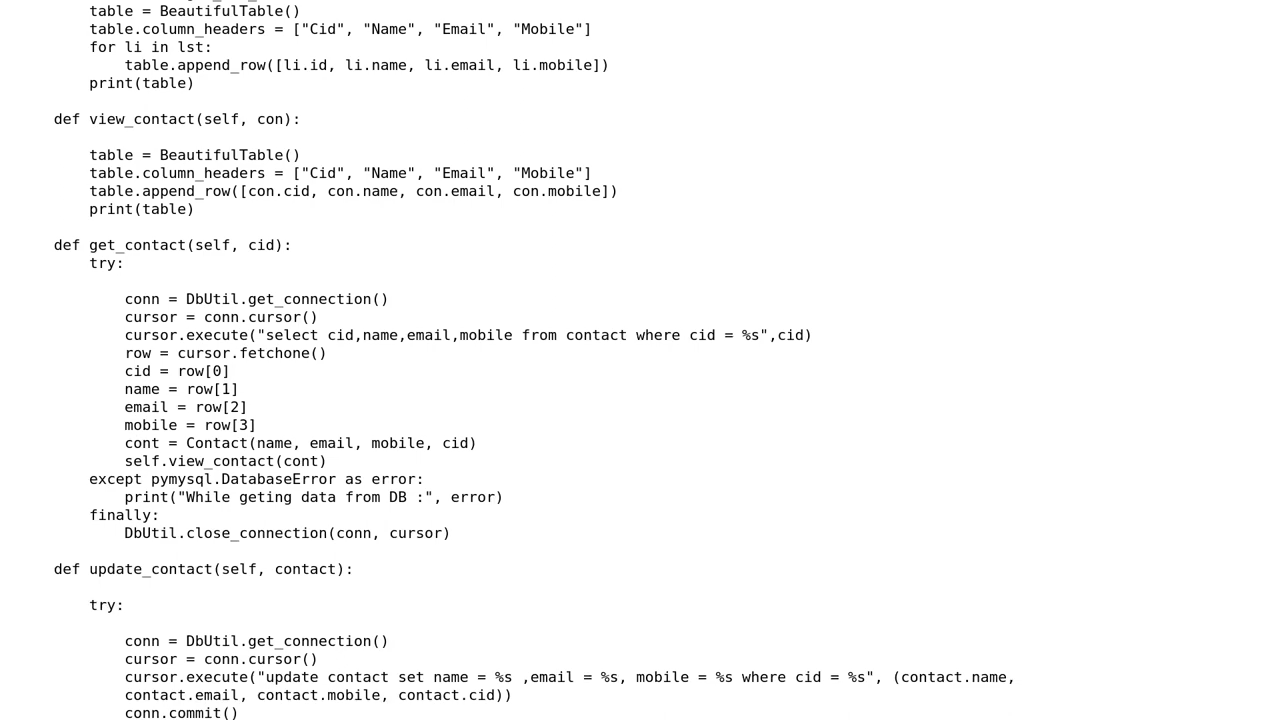 table = BeautifulTable()
table.column_headers = ["Cid", "Name", "Email", "Mobile"]
for li in lst:
table.append_row([li.id, li.name, li.email, li.mobile])
print(table)
def view_contact(self, con):
table = BeautifulTable()
table.column_headers = ["Cid", "Name", "Email", "Mobile"]
table.append_row([con.cid, con.name, con.email, con.mobile])
print(table)
def get_contact(self, cid):
try:
conn = DbUtil.get_connection()
cursor = conn.cursor()
cursor.execute("select cid,name,email,mobile from contact where cid = %s",cid)
row = cursor.fetchone()
cid = row[0]
name = row[1]
email = row[2]
mobile = row[3]
cont = Contact(name, email, mobile, cid)
self.view_contact(cont)
except pymysql.DatabaseError as error:
print("While geting data from DB :", error)
finally:
DbUtil.close_connection(conn, cursor)
def update_contact(self, contact):
try:
conn = DbUtil.get_connection()
cursor = conn.cursor()
cursor.execute("update contact set name = %s ,email = %s, mobile = %s where cid = %s", (contact.name,
contact.email, contact.mobile, contact.cid))
conn.commit()